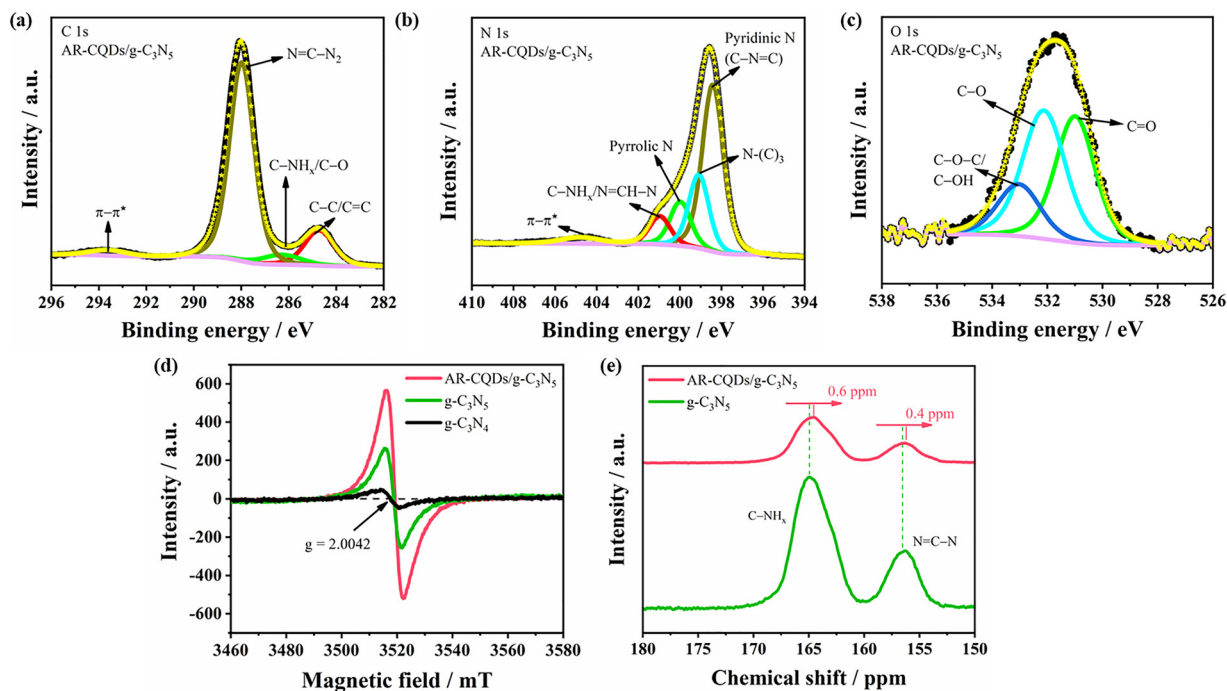 (a)
C 1s
AR-CQDs/g-C₃N₅
N=C–N₂
C–NHₓ/C–O
C–C/C=C
π–π*
Intensity / a.u.
296 294 292 290 288 286 284 282
Binding energy / eV
(b)
N 1s
AR-CQDs/g-C₃N₅
Pyridinic N
(C–N=C)
Pyrrolic N
N-(C)₃
C–NHₓ/N=CH–N
π–π*
Intensity / a.u.
410 408 406 404 402 400 398 396 394
Binding energy / eV
(c)
O 1s
AR-CQDs/g-C₃N₅
C–O
C=O
C–O–C/
C–OH
Intensity / a.u.
538 536 534 532 530 528 526
Binding energy / eV
(d)
AR-CQDs/g-C₃N₅
g-C₃N₅
g-C₃N₄
600
400
200
0
-200
-400
-600
g = 2.0042
Intensity / a.u.
3460 3480 3500 3520 3540 3560 3580
Magnetic field / mT
(e)
AR-CQDs/g-C₃N₅
g-C₃N₅
0.6 ppm
0.4 ppm
C–NHₓ
N=C–N
Intensity / a.u.
180 175 170 165 160 155 150
Chemical shift / ppm